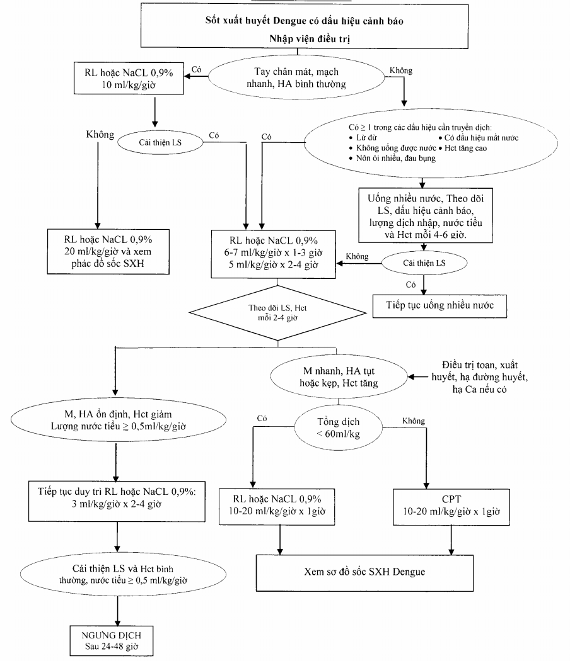 Sốt xuất huyết Dengue có dấu hiệu cảnh báo
Nhập viện điều trị
Tay chân mát, mạch
nhanh, HA bình thường
Có
Không
RL hoặc NaCL 0,9%
10 ml/kg/giờ
Cải thiện LS
Không
Có
Có
Có ≥ 1 trong các dấu hiệu cần truyền dịch:
• Lừ đừ
• Có dấu hiệu mất nước
• Không uống được nước
• Hct tăng cao
• Nôn ói nhiều, đau bụng
Uống nhiều nước, Theo dõi
LS, dấu hiệu cảnh báo,
lượng dịch nhập, nước tiểu
và Hct mỗi 4-6 giờ.
RL hoặc NaCL 0,9%
20 ml/kg/giờ và xem
phác đồ sốc SXH
RL hoặc NaCL 0,9%
6-7 ml/kg/giờ x 1-3 giờ
5 ml/kg/giờ x 2-4 giờ
Không
Cải thiện LS
Có
Tiếp tục uống nhiều nước
Theo dõi LS, Hct
mỗi 2-4 giờ
M nhanh, HA tụt
hoặc kẹp, Hct tăng
Điều trị toan, xuất
huyết, hạ đường huyết,
hạ Ca nếu có
M, HA ổn định, Hct giảm
Lượng nước tiểu ≥ 0,5ml/kg/giờ
Có
Tổng dịch
< 60ml/kg
Không
Tiếp tục duy trì RL hoặc NaCL 0,9%:
3 ml/kg/giờ x 2-4 giờ
RL hoặc NaCL 0,9%
10-20 ml/kg/giờ x 1giờ
CPT
10-20 ml/kg/giờ x 1giờ
Cải thiện LS và Hct bình
thường, nước tiểu ≥ 0,5 ml/kg/giờ
Xem sơ đồ sốc SXH Dengue
NGƯNG DỊCH
Sau 24-48 giờ